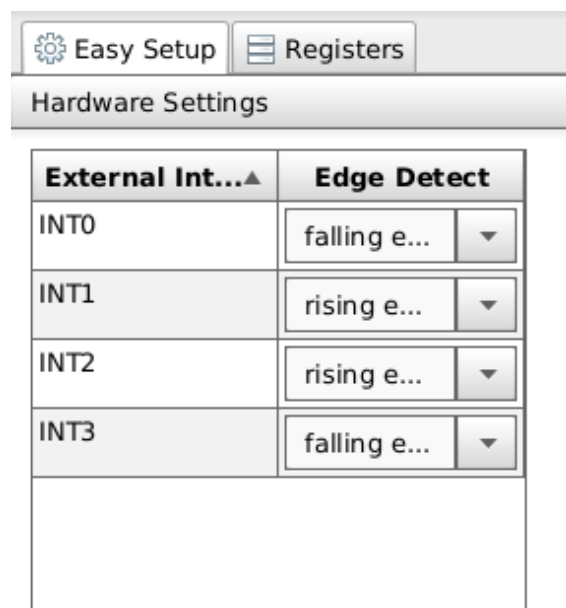 Easy Setup Registers
Hardware Settings
External Int... Edge Detect
INT0 falling e...
INT1 rising e...
INT2 rising e...
INT3 falling e...